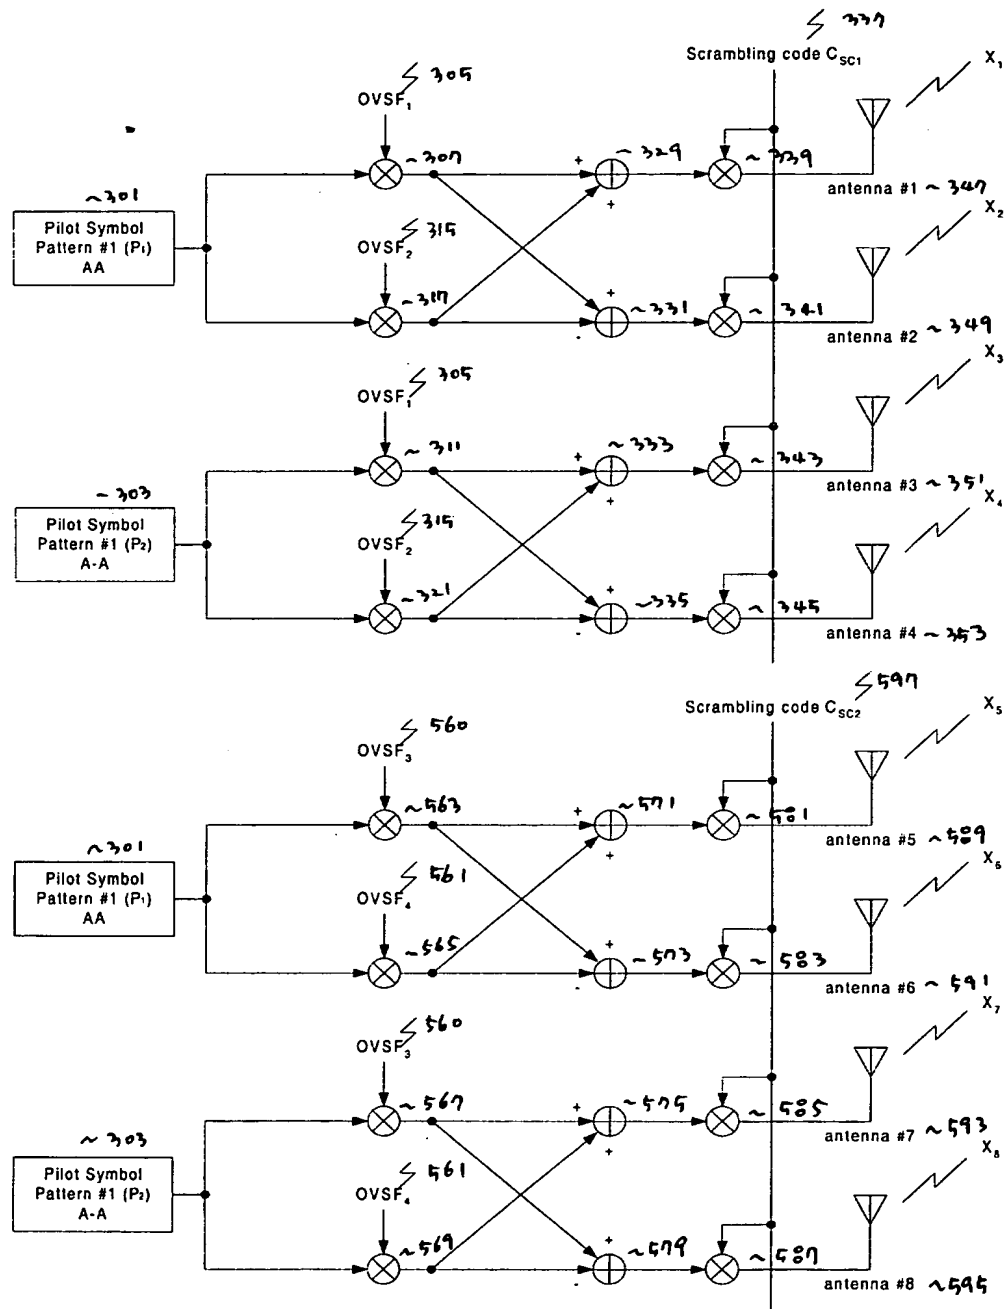 337
Scrambling code CSC1
X1
305
OVSF1
~307
+
~329
+
~339
antenna #1 ~347
~301
Pilot Symbol
Pattern #1 (P1)
AA
315
OVSF2
X2
~317
+
~331
-
~341
antenna #2 ~349
X3
305
OVSF1
~311
+
~333
+
~343
antenna #3 ~351
~303
Pilot Symbol
Pattern #1 (P2)
A-A
315
OVSF2
X4
~321
+
~335
-
~345
antenna #4 ~353
597
Scrambling code CSC2
X5
560
OVSF3
~563
+
~571
+
~581
antenna #5 ~589
~301
Pilot Symbol
Pattern #1 (P1)
AA
561
OVSF4
X6
~565
+
~573
-
~583
antenna #6 ~591
X7
560
OVSF3
~567
+
~575
+
~585
antenna #7 ~593
~303
Pilot Symbol
Pattern #1 (P2)
A-A
561
OVSF4
X8
~569
+
~579
-
~587
antenna #8 ~595